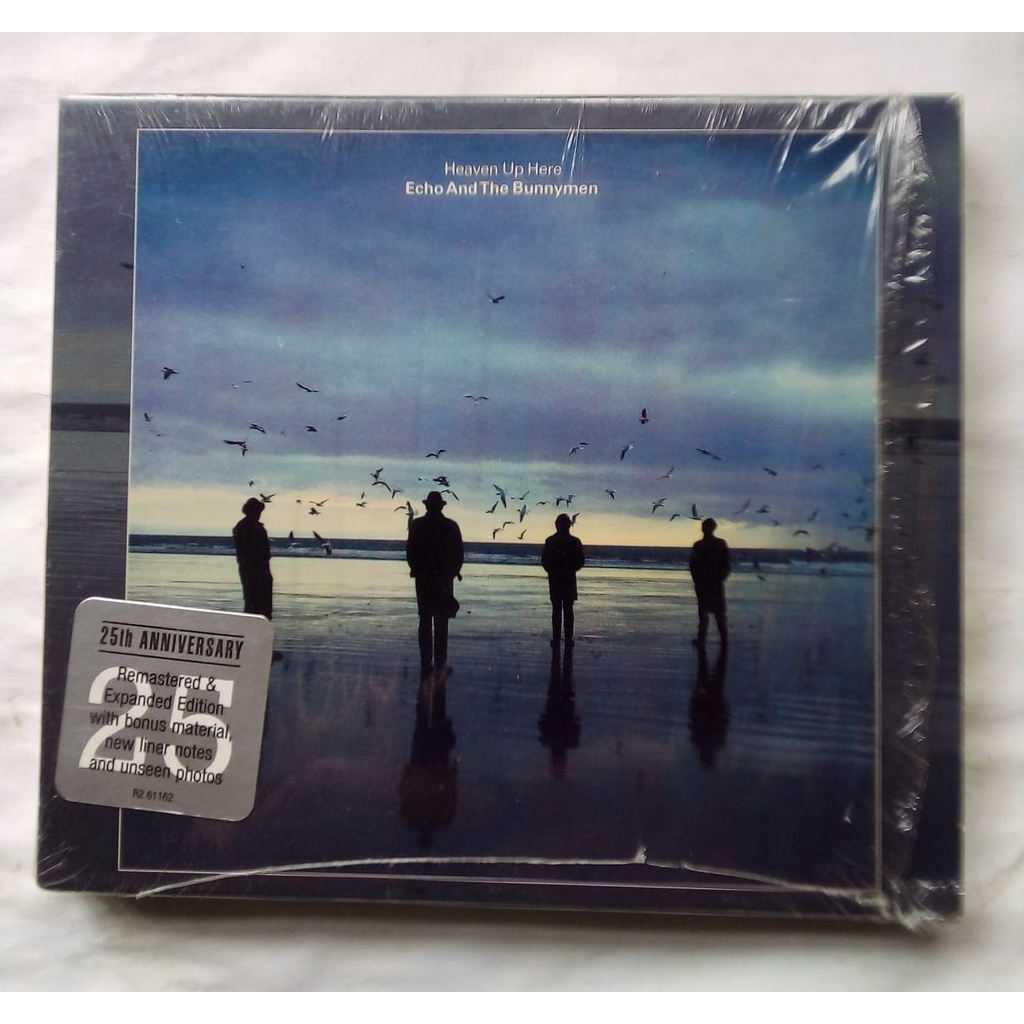 Heaven Up Here
Echo And The Bunnymen
25th ANNIVERSARY
25
Remastered &
Expanded Edition
with bonus material,
new liner notes
and unseen photos
R2 61162